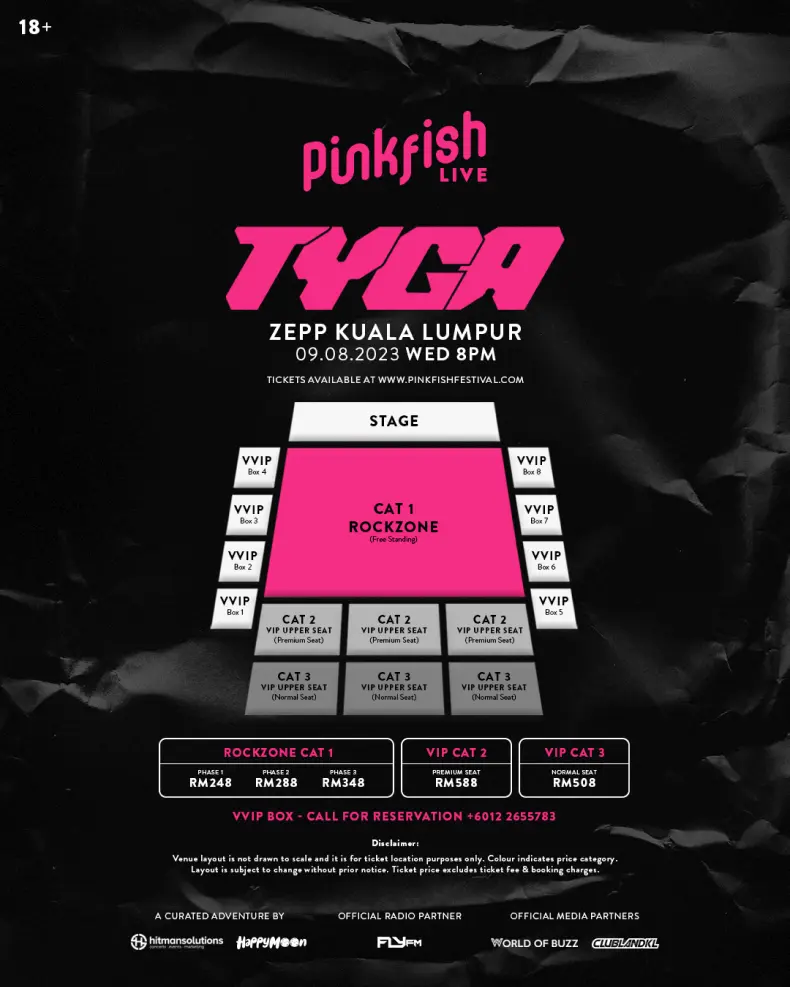 18+
pinkfish
LIVE
TYGA
ZEPP KUALA LUMPUR
09.08.2023 WED 8PM
TICKETS AVAILABLE AT WWW.PINKFISHFESTIVAL.COM
STAGE
VVIP
Box 4
VVIP
Box 3
VVIP
Box 2
VVIP
Box 1
CAT 1
ROCKZONE
(Free Standing)
VVIP
Box 8
VVIP
Box 7
VVIP
Box 6
VVIP
Box 5
CAT 2
VIP UPPER SEAT
(Premium Seat)
CAT 2
VIP UPPER SEAT
(Premium Seat)
CAT 2
VIP UPPER SEAT
(Premium Seat)
CAT 3
VIP UPPER SEAT
(Normal Seat)
CAT 3
VIP UPPER SEAT
(Normal Seat)
CAT 3
VIP UPPER SEAT
(Normal Seat)
ROCKZONE CAT 1
PHASE 1
RM248
PHASE 2
RM288
PHASE 3
RM348
VIP CAT 2
PREMIUM SEAT
RM588
VIP CAT 3
NORMAL SEAT
RM508
VVIP BOX - CALL FOR RESERVATION +6012 2655783
Disclaimer:
Venue layout is not drawn to scale and it is for ticket location purposes only. Colour indicates price category.
Layout is subject to change without prior notice. Ticket price excludes ticket fee & booking charges.
A CURATED ADVENTURE BY
hitmansolutions
concerts . events . marketing
HAPPYMOON
OFFICIAL RADIO PARTNER
FLY FM
OFFICIAL MEDIA PARTNERS
WORLD OF BUZZ
CLUBLANDKL